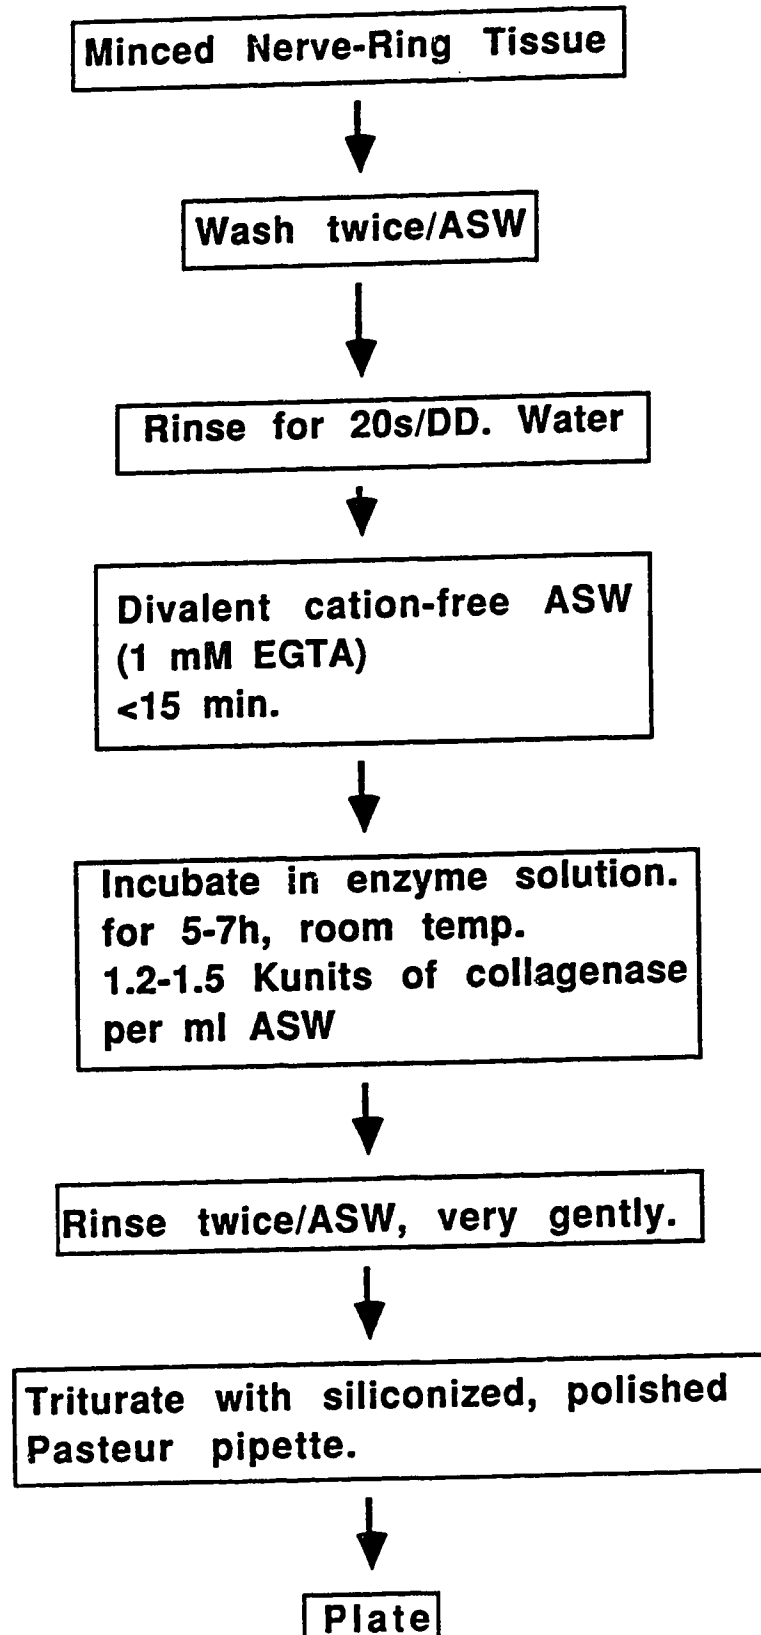 Minced Nerve-Ring Tissue
Wash twice/ASW
Rinse for 20s/DD. Water
Divalent cation-free ASW
(1 mM EGTA)
<15 min.
Incubate in enzyme solution.
for 5-7h, room temp.
1.2-1.5 Kunits of collagenase
per ml ASW
Rinse twice/ASW, very gently.
Triturate with siliconized, polished
Pasteur pipette.
Plate